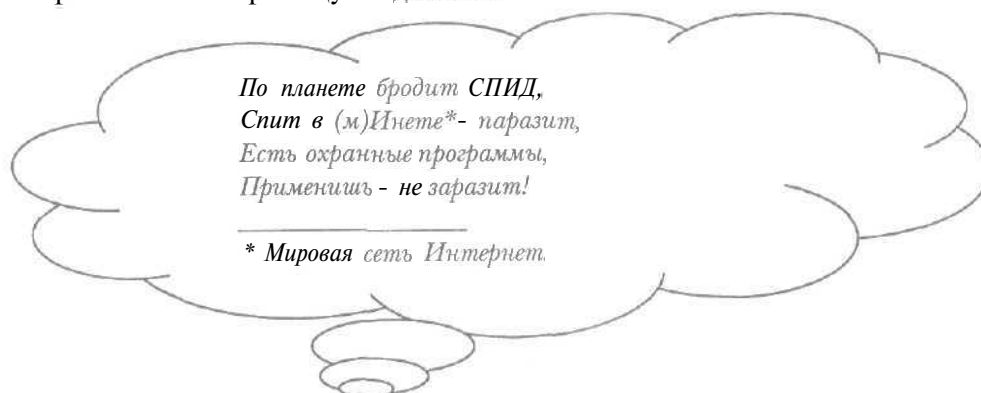 По планете бродит СПИД,
Спит в (м)Инете*- паразит,
Есть охранные программы,
Применишь - не заразит!
* Мировая сеть Интернет.